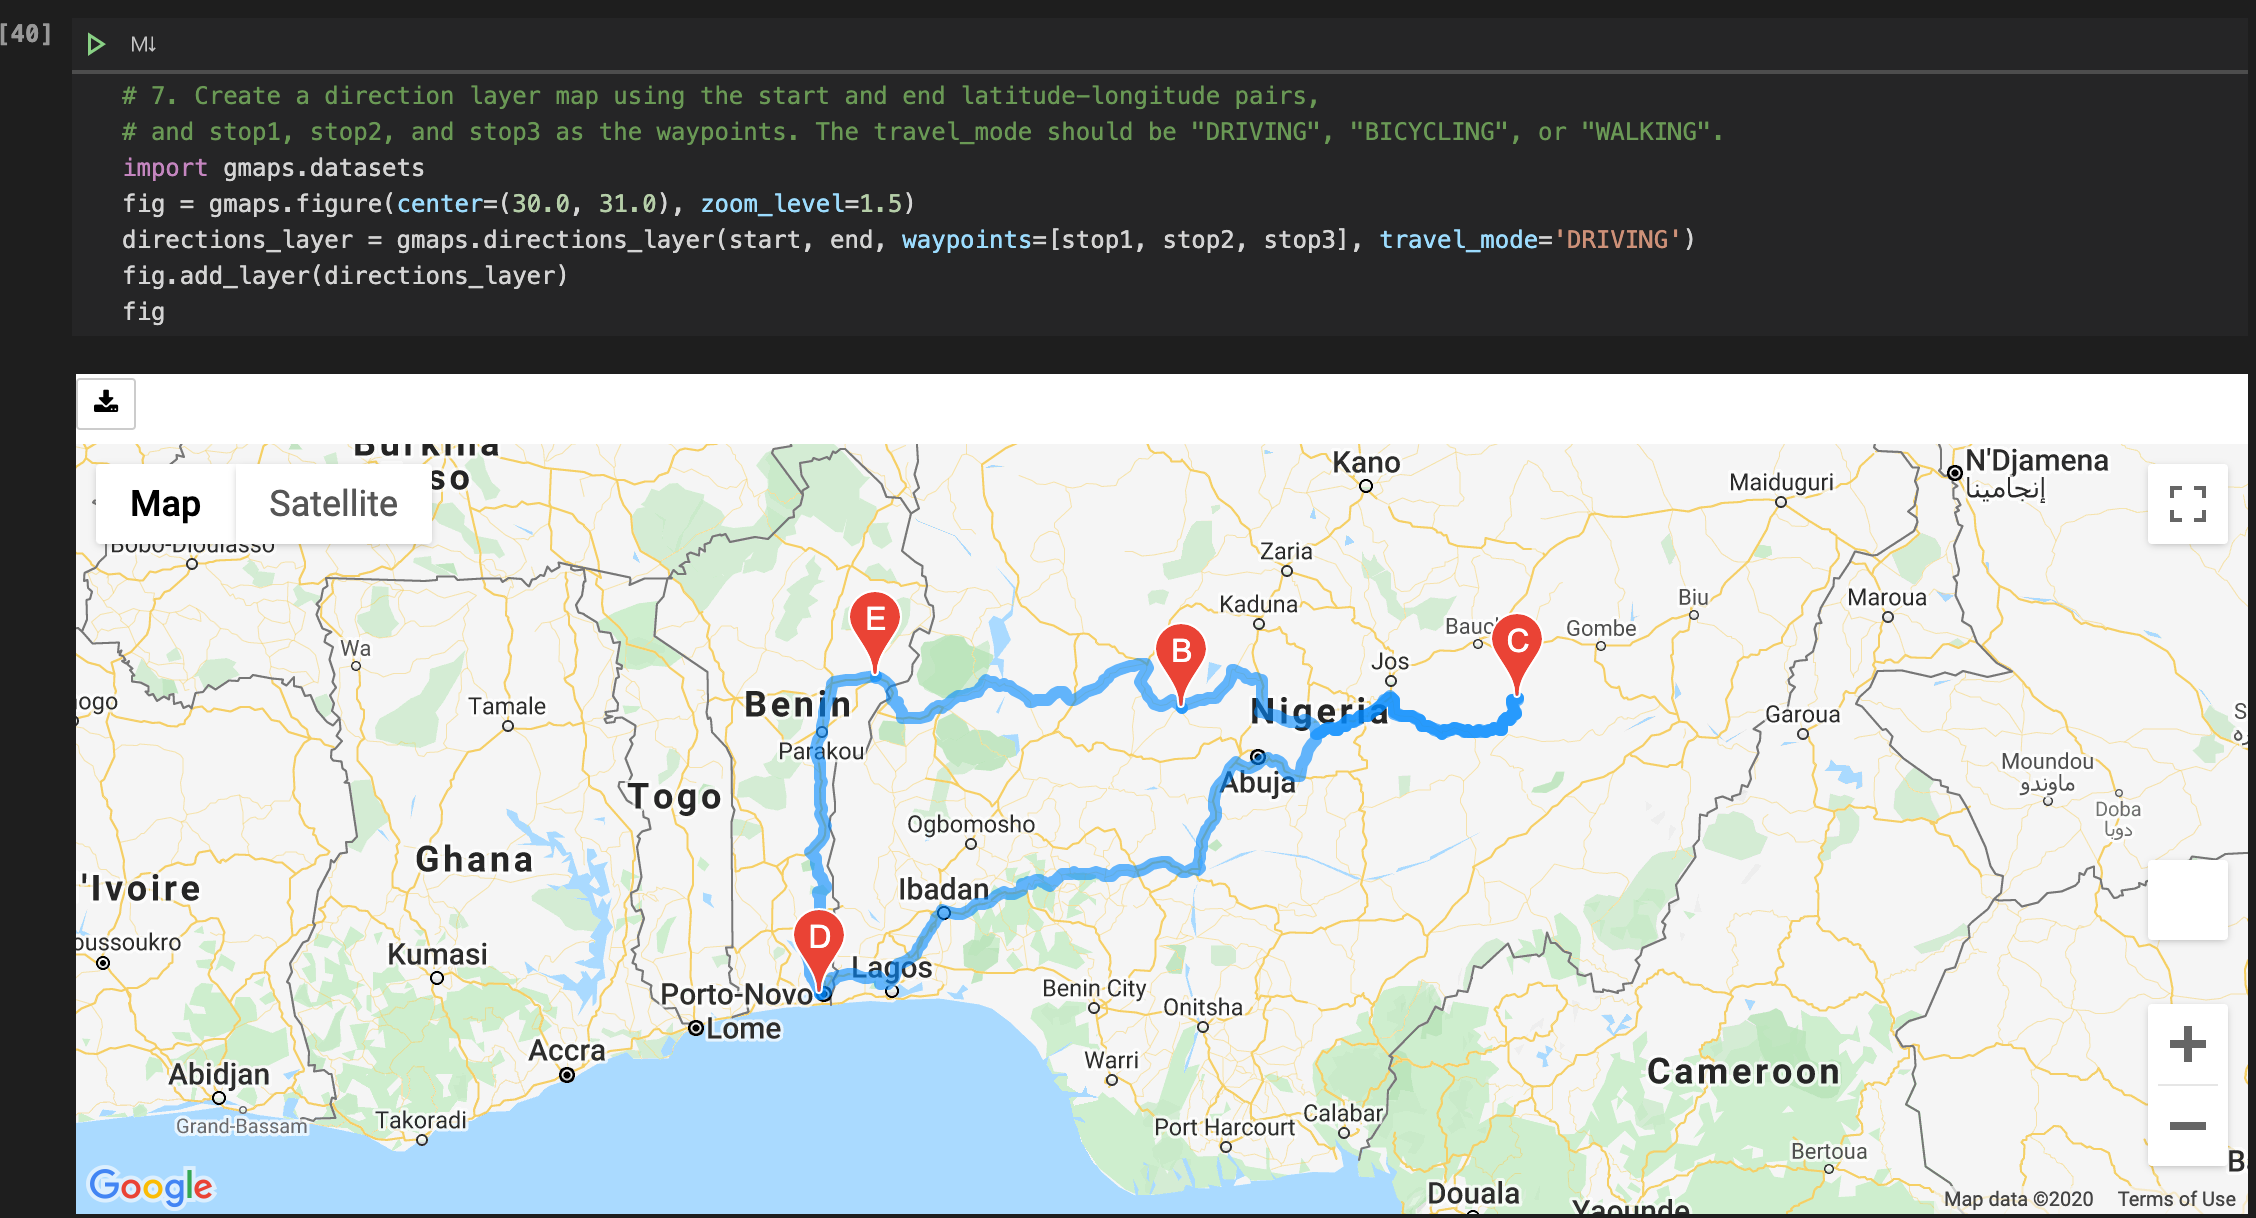 [40]
M↓
# 7. Create a direction layer map using the start and end latitude-longitude pairs,
# and stop1, stop2, and stop3 as the waypoints. The travel_mode should be "DRIVING", "BICYCLING", or "WALKING".
import gmaps.datasets
fig = gmaps.figure(center=(30.0, 31.0), zoom_level=1.5)
directions_layer = gmaps.directions_layer(start, end, waypoints=[stop1, stop2, stop3], travel_mode='DRIVING')
fig.add_layer(directions_layer)
fig
Burkina
so
Map Satellite
Kano
N'Djamena
إنجامينا
Maiduguri
Bobo-Dioulasso
Zaria
Kaduna
Biu
Maroua
E
B
C
Wa
Bauc
Gombe
Jos
ogo
Tamale
Benin
Nigeria
Garoua
Parakou
Abuja
Moundou
ماوندو
Togo
Doba
دوبا
Ogbomosho
Ghana
'Ivoire
Ibadan
D
oussoukro
Kumasi
Lagos
Porto-Novo
Benin City
Onitsha
Lome
Accra
Warri
Cameroon
Abidjan
Grand-Bassam
Takoradi
Calabar
Port Harcourt
Bertoua
Google
Douala
Yaounde
Map data ©2020 Terms of Use